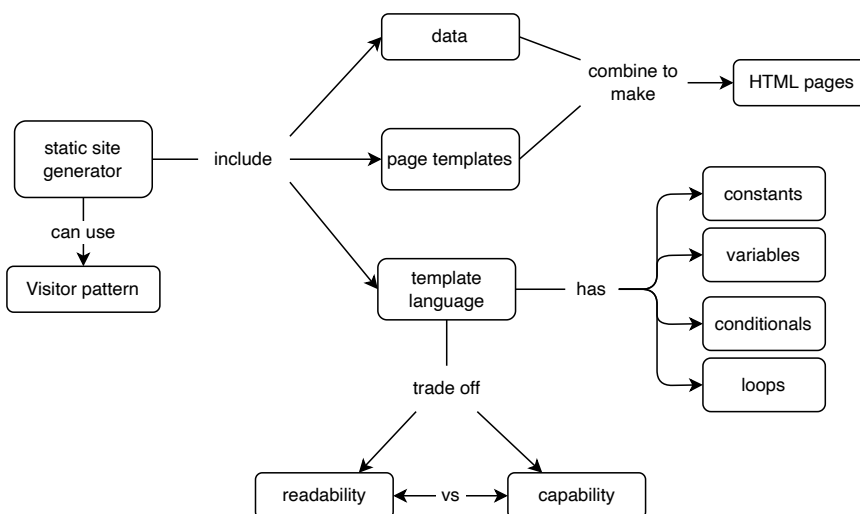 data
combine to
make
HTML pages
static site
generator
include
page templates
can use
Visitor pattern
template
language
has
constants
variables
conditionals
loops
trade off
readability
vs
capability